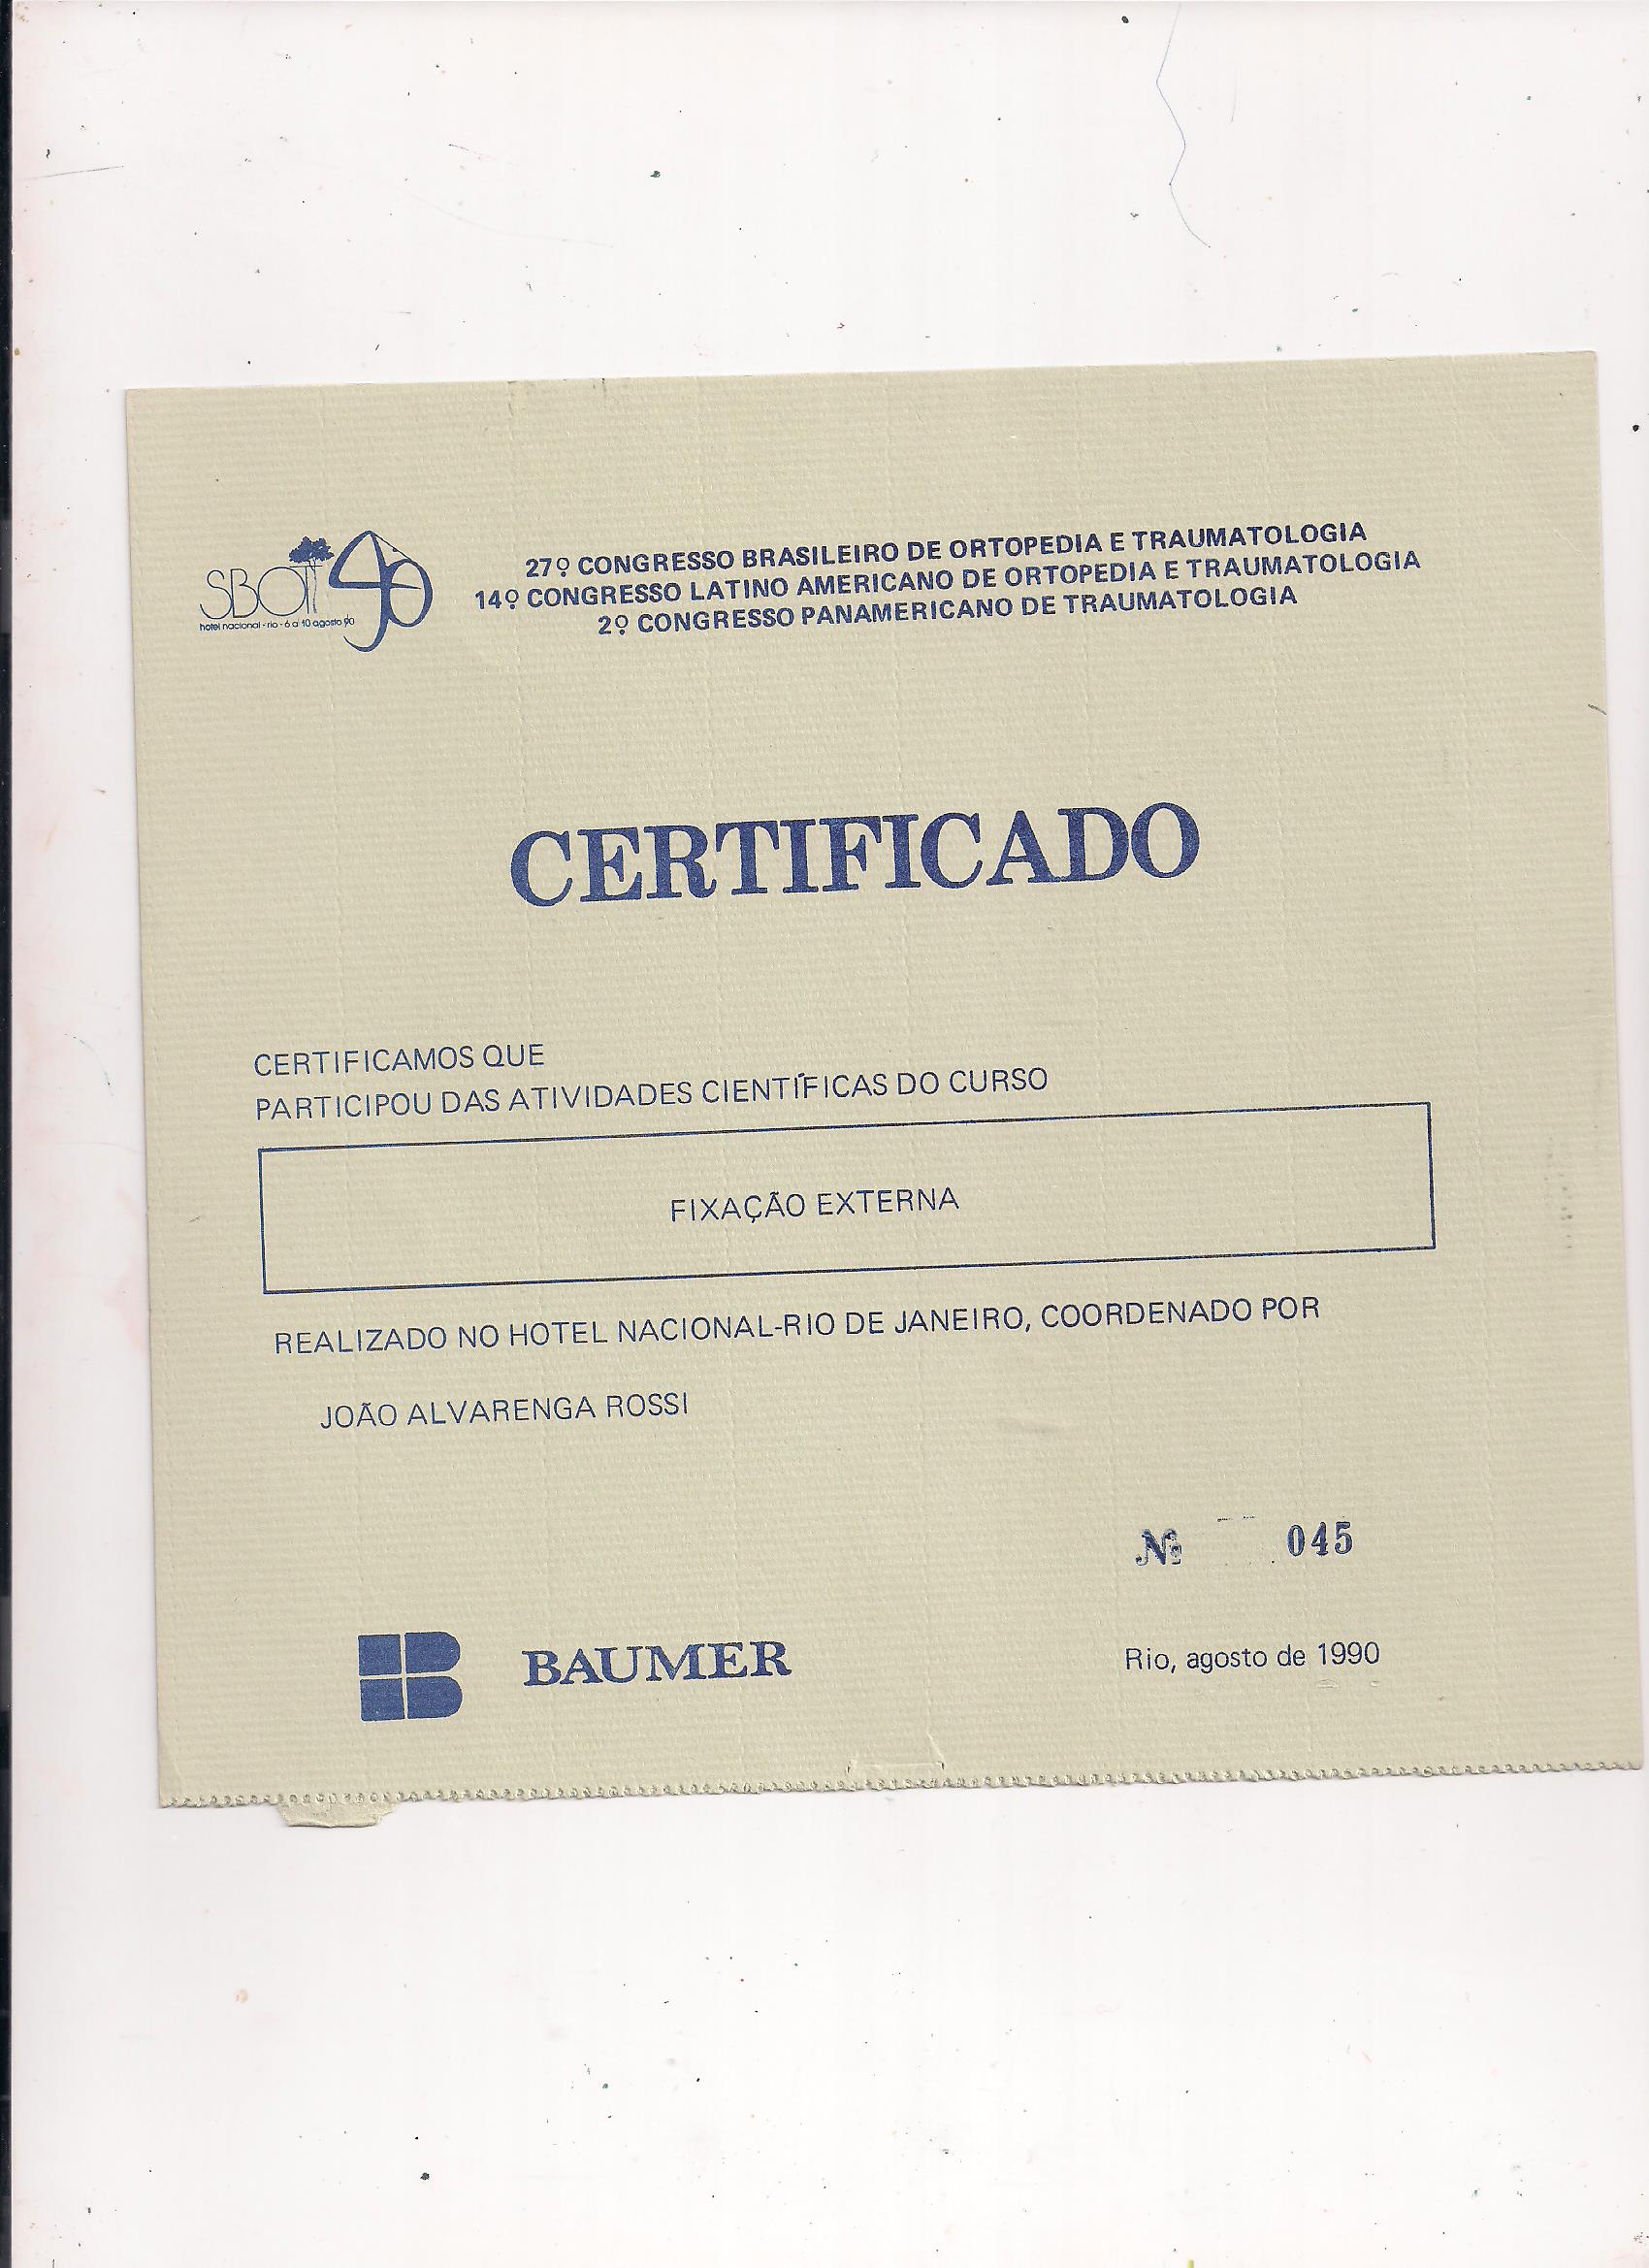 SBOT 90
hotel nacional - rio - 6 a 10 agosto 90
27º CONGRESSO BRASILEIRO DE ORTOPEDIA E TRAUMATOLOGIA
14º CONGRESSO LATINO AMERICANO DE ORTOPEDIA E TRAUMATOLOGIA
2º CONGRESSO PANAMERICANO DE TRAUMATOLOGIA
CERTIFICADO
CERTIFICAMOS QUE
PARTICIPOU DAS ATIVIDADES CIENTÍFICAS DO CURSO
FIXAÇÃO EXTERNA
REALIZADO NO HOTEL NACIONAL-RIO DE JANEIRO, COORDENADO POR
JOÃO ALVARENGA ROSSI
Nº 045
B BAUMER
Rio, agosto de 1990